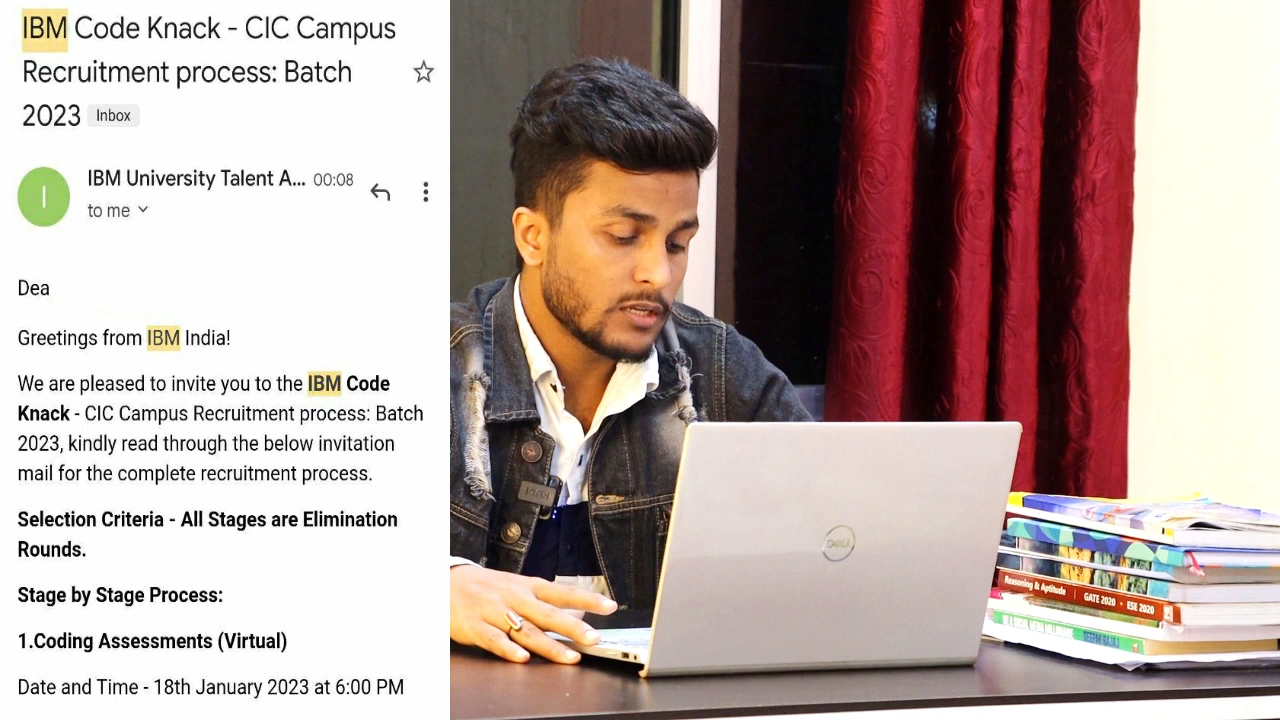 IBM Code Knack - CIC Campus
Recruitment process: Batch
2023 Inbox
I
IBM University Talent A... 00:08
to me
Dea
Greetings from IBM India!
We are pleased to invite you to the IBM Code
Knack - CIC Campus Recruitment process: Batch
2023, kindly read through the below invitation
mail for the complete recruitment process.
Selection Criteria - All Stages are Elimination
Rounds.
Stage by Stage Process:
1.Coding Assessments (Virtual)
Date and Time - 18th January 2023 at 6:00 PM
DELL
Reasoning & Aptitude GATE 2020 • ESE 2020